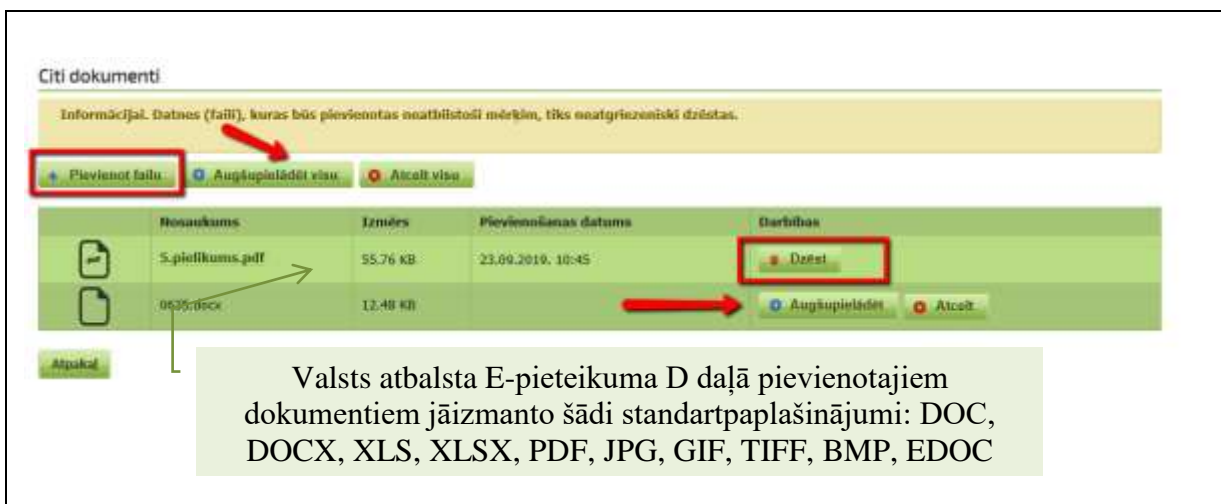 Citi dokumenti
Informācijai. Datnes (faili), kuras būs pievienotas neatbilstoši mērķim, tiks neatgriezeniski dzēstas.
Pievienot failu Augšupielādēt visu Atcelt visu
Nosaukums Izmērs Pievienošanas datums Darbības
5.pielikums.pdf 55.76 KB 23.09.2019. 10:45 Dzēst
0635.docx 12.48 KB Augšupielādēt Atcelt
Atpakaļ
Valsts atbalsta E-pieteikuma D daļā pievienotajiem
dokumentiem jāizmanto šādi standartpaplašinājumi: DOC,
DOCX, XLS, XLSX, PDF, JPG, GIF, TIFF, BMP, EDOC